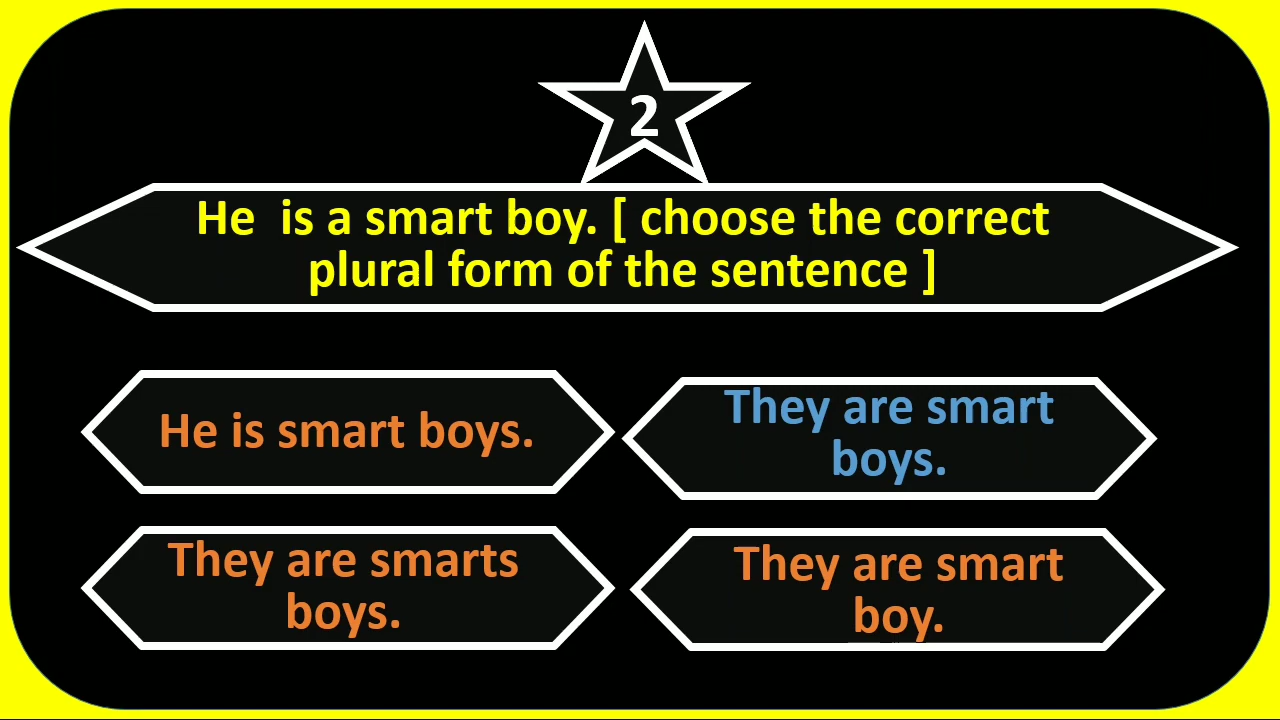 2
He  is a smart boy. [ choose the correct
plural form of the sentence ]
He is smart boys.
They are smart
boys.
They are smarts
boys.
They are smart
boy.